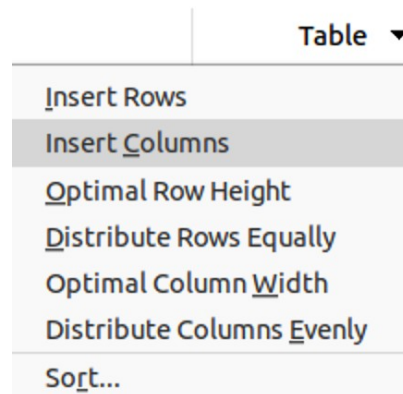 Table
Insert Rows
Insert Columns
Optimal Row Height
Distribute Rows Equally
Optimal Column Width
Distribute Columns Evenly
Sort...